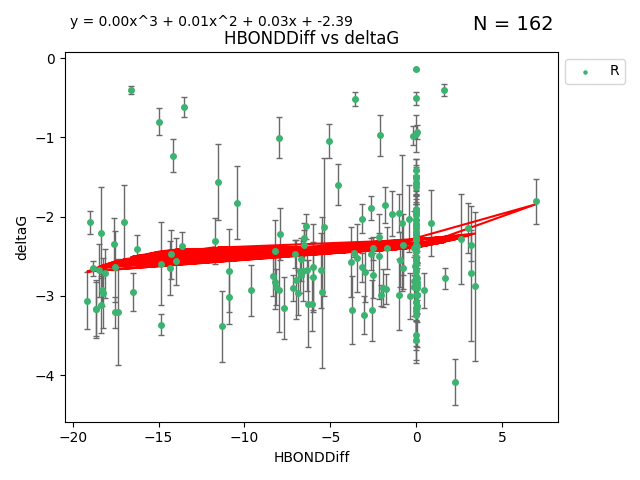 y = 0.00x^3 + 0.01x^2 + 0.03x + -2.39
N = 162
HBONDDiff vs deltaG
R
deltaG
0
−1
−2
−3
−4
−20
−15
−10
−5
0
5
HBONDDiff